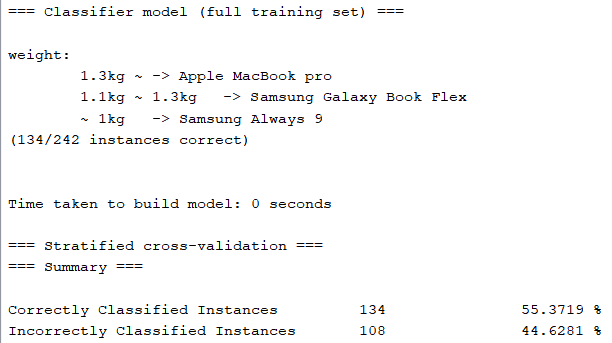 === Classifier model (full training set) ===
weight:
1.3kg ~ -> Apple MacBook pro
1.1kg ~ 1.3kg -> Samsung Galaxy Book Flex
~ 1kg -> Samsung Always 9
(134/242 instances correct)
Time taken to build model: 0 seconds
=== Stratified cross-validation ===
=== Summary ===
Correctly Classified Instances 134 55.3719 %
Incorrectly Classified Instances 108 44.6281 %